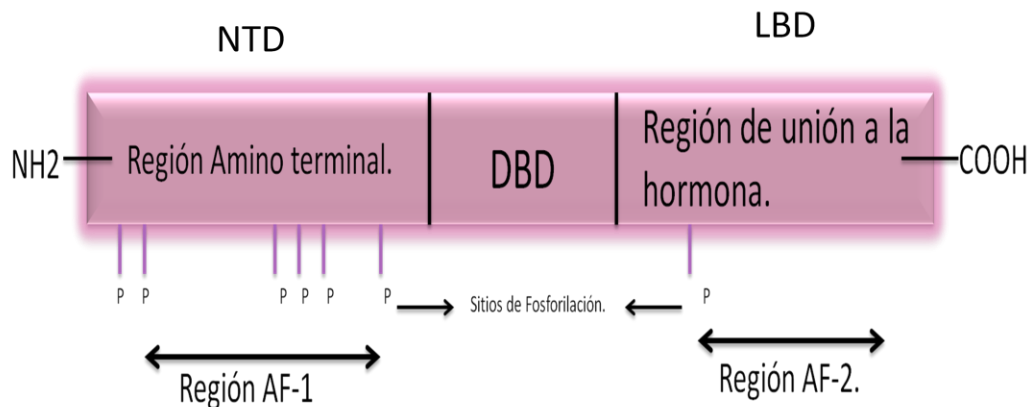 NTD
LBD
NH2
Región Amino terminal.
DBD
Región de unión a la
hormona.
COOH
P P P P P P
Sitios de Fosforilación.
P
Región AF-1
Región AF-2.